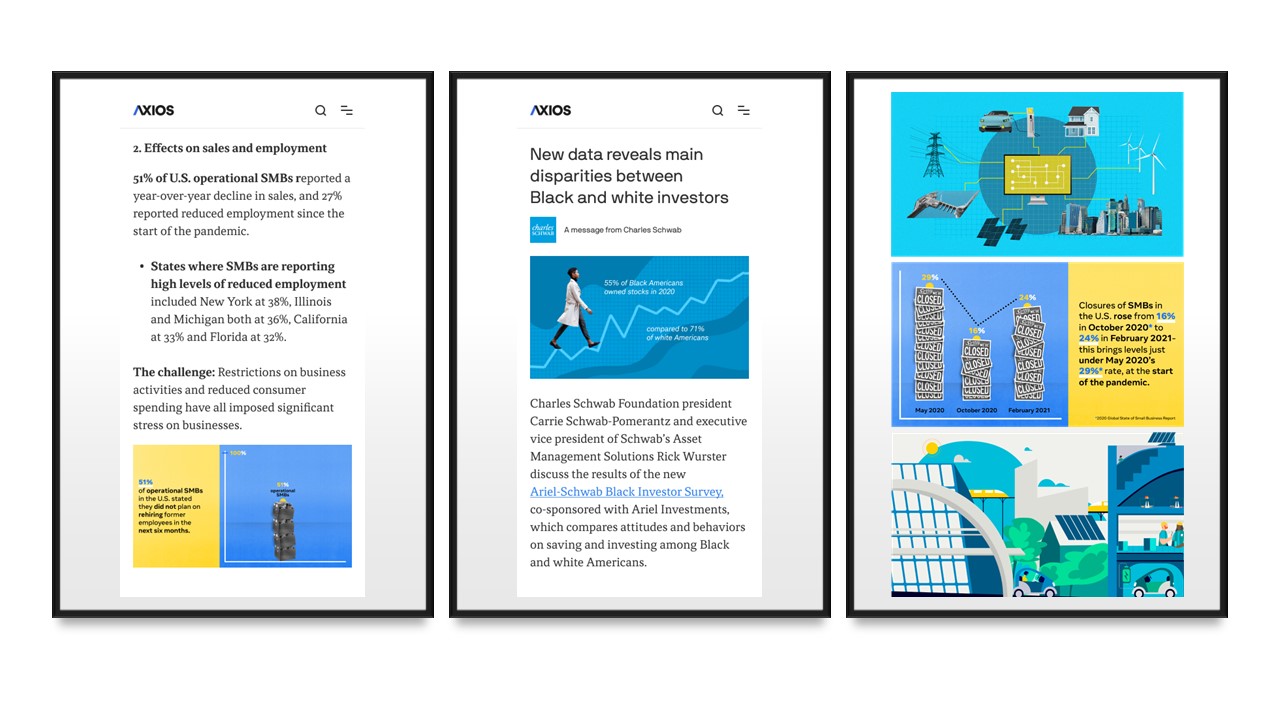 AXIOS
2. Effects on sales and employment
51% of U.S. operational SMBs reported a
year-over-year decline in sales, and 27%
reported reduced employment since the
start of the pandemic.
• States where SMBs are reporting
high levels of reduced employment
included New York at 38%, Illinois
and Michigan both at 36%, California
at 33% and Florida at 32%.
The challenge: Restrictions on business
activities and reduced consumer
spending have all imposed significant
stress on businesses.
51%
of operational SMBs
in the U.S. stated
they did not plan on
rehiring former
employees in the
next six months.
100%
51%
operational
SMBs
AXIOS
New data reveals main
disparities between
Black and white investors
charles
SCHWAB
A message from Charles Schwab
55% of Black Americans
owned stocks in 2020
compared to 71%
of white Americans
Charles Schwab Foundation president
Carrie Schwab-Pomerantz and executive
vice president of Schwab's Asset
Management Solutions Rick Wurster
discuss the results of the new
Ariel-Schwab Black Investor Survey,
co-sponsored with Ariel Investments,
which compares attitudes and behaviors
on saving and investing among Black
and white Americans.
29%
16%
24%
CLOSED
CLOSED
CLOSED
CLOSED
CLOSED
CLOSED
May 2020
October 2020
February 2021
Closures of SMBs in
the U.S. rose from 16%
in October 2020* to
24% in February 2021-
this brings levels just
under May 2020's
29%* rate, at the start
of the pandemic.
*2020 Global State of Small Business Report